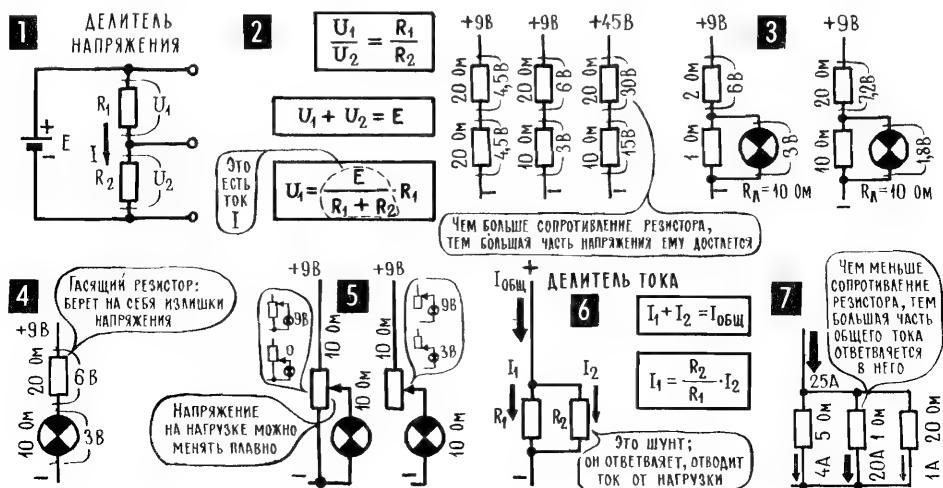 1
ДЕЛИТЕЛЬ
НАПРЯЖЕНИЯ
+
E
-
R1
I
R2
U1
U2
2
U1/U2 = R1/R2
U1 + U2 = E
ЭТО
ЕСТЬ
ТОК
I
U1 = E/(R1 + R2) · R1
+9В
20 Ом
4,5В
20 Ом
4,5В
-
+9В
20 Ом
6В
10 Ом
3В
-
+45В
20 Ом
30В
10 Ом
15В
-
ЧЕМ БОЛЬШЕ СОПРОТИВЛЕНИЕ РЕЗИСТОРА,
ТЕМ БОЛЬШАЯ ЧАСТЬ НАПРЯЖЕНИЯ ЕМУ ДОСТАЕТСЯ
3
+9В
2 Ом
6В
1 Ом
3В
-
RЛ=10 Ом
+9В
20 Ом
7,2В
10 Ом
1,8В
-
RЛ=10 Ом
4
ГАСЯЩИЙ РЕЗИСТОР:
БЕРЕТ НА СЕБЯ ИЗЛИШКИ
НАПРЯЖЕНИЯ
+9В
20 Ом
6В
10 Ом
3В
-
5
+9В
9В
0
10 Ом
10 Ом
-
НАПРЯЖЕНИЕ
НА НАГРУЗКЕ МОЖНО
МЕНЯТЬ ПЛАВНО
+9В
9В
3В
10 Ом
10 Ом
-
6
ДЕЛИТЕЛЬ ТОКА
+
IОБЩ
I1
I2
R1
R2
-
I1 + I2 = IОБЩ
I1 = R2/R1 · I2
ЭТО ШУНТ;
ОН ОТВЕТВЛЯЕТ, ОТВОДИТ
ТОК ОТ НАГРУЗКИ
7
ЧЕМ МЕНЬШЕ
СОПРОТИВЛЕНИЕ
РЕЗИСТОРА, ТЕМ
БОЛЬШАЯ ЧАСТЬ
ОБЩЕГО ТОКА
ОТВЕТВЛЯЕТСЯ
В НЕГО
25А
5 Ом
4А
1 Ом
20А
20 Ом
1А